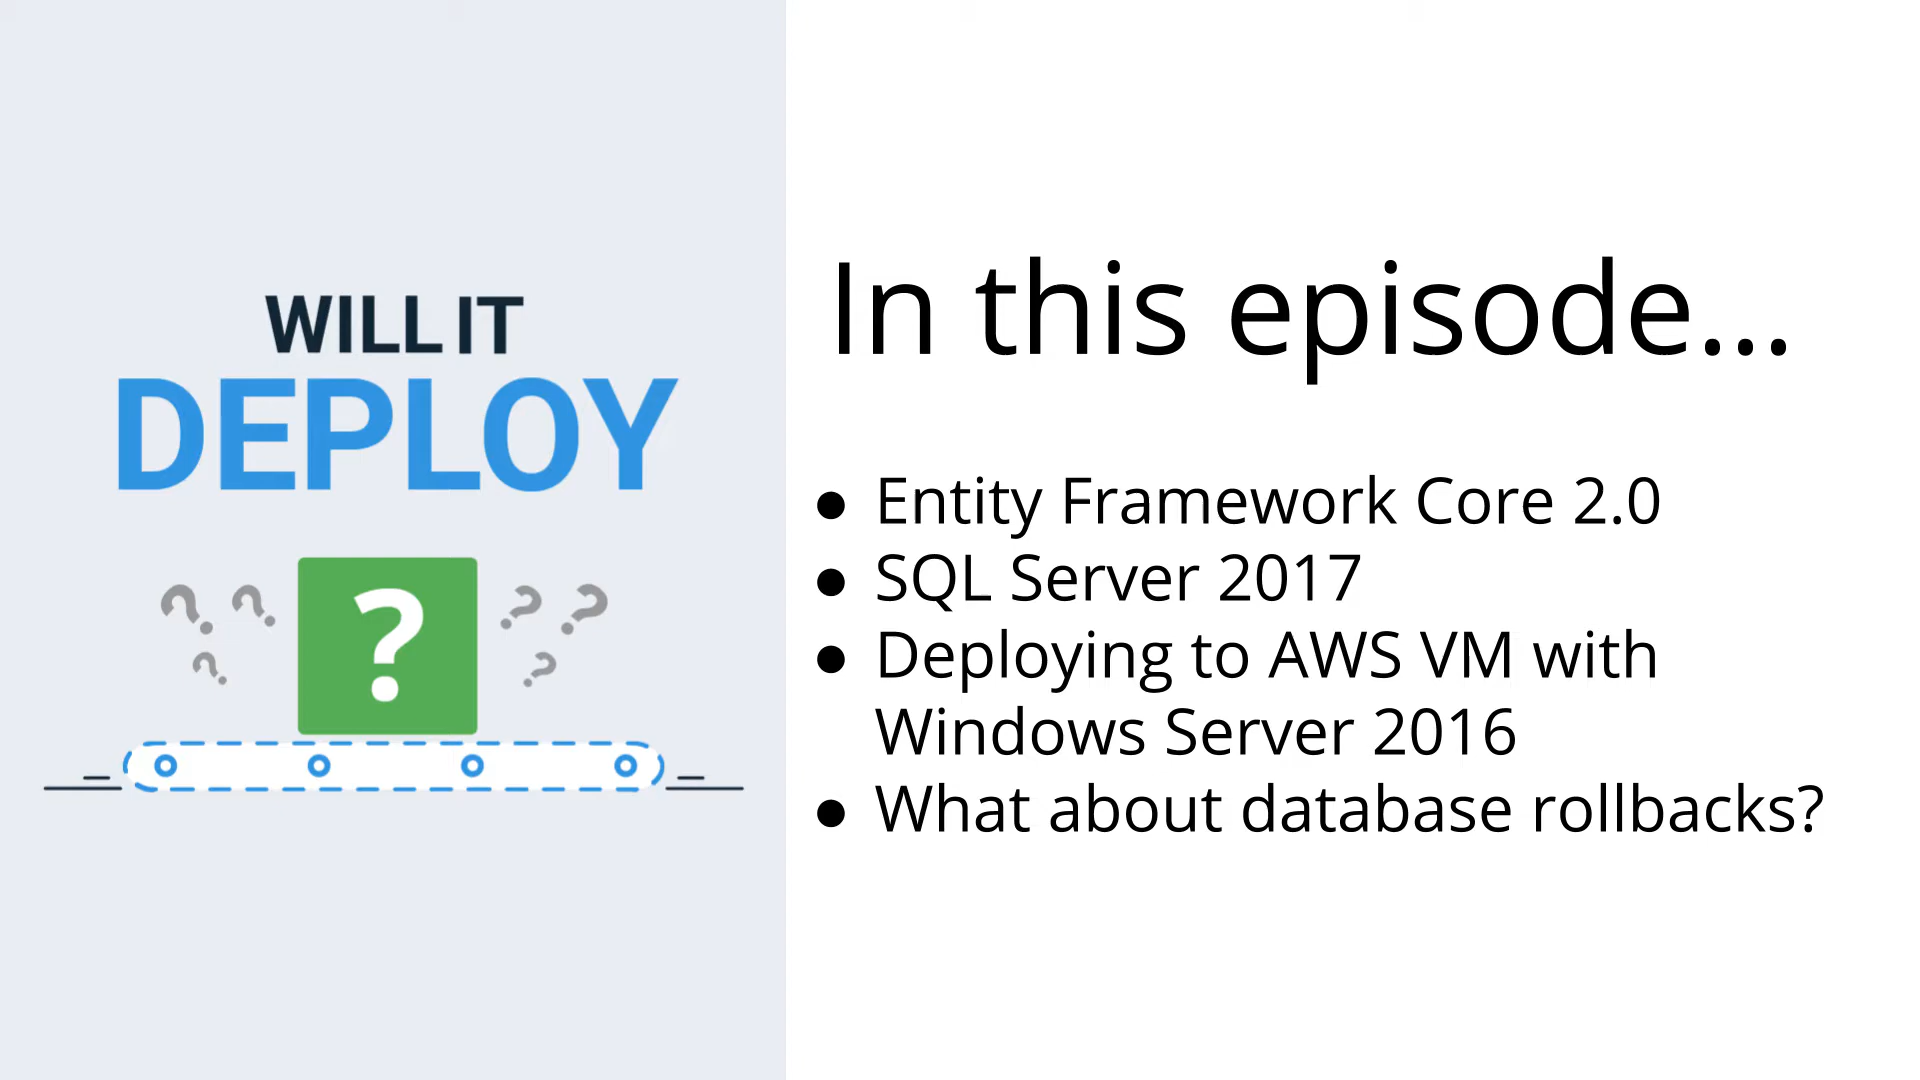 WILL IT
DEPLOY
?
? ? ? ?
? ?
In this episode...
● Entity Framework Core 2.0
● SQL Server 2017
● Deploying to AWS VM with
Windows Server 2016
● What about database rollbacks?